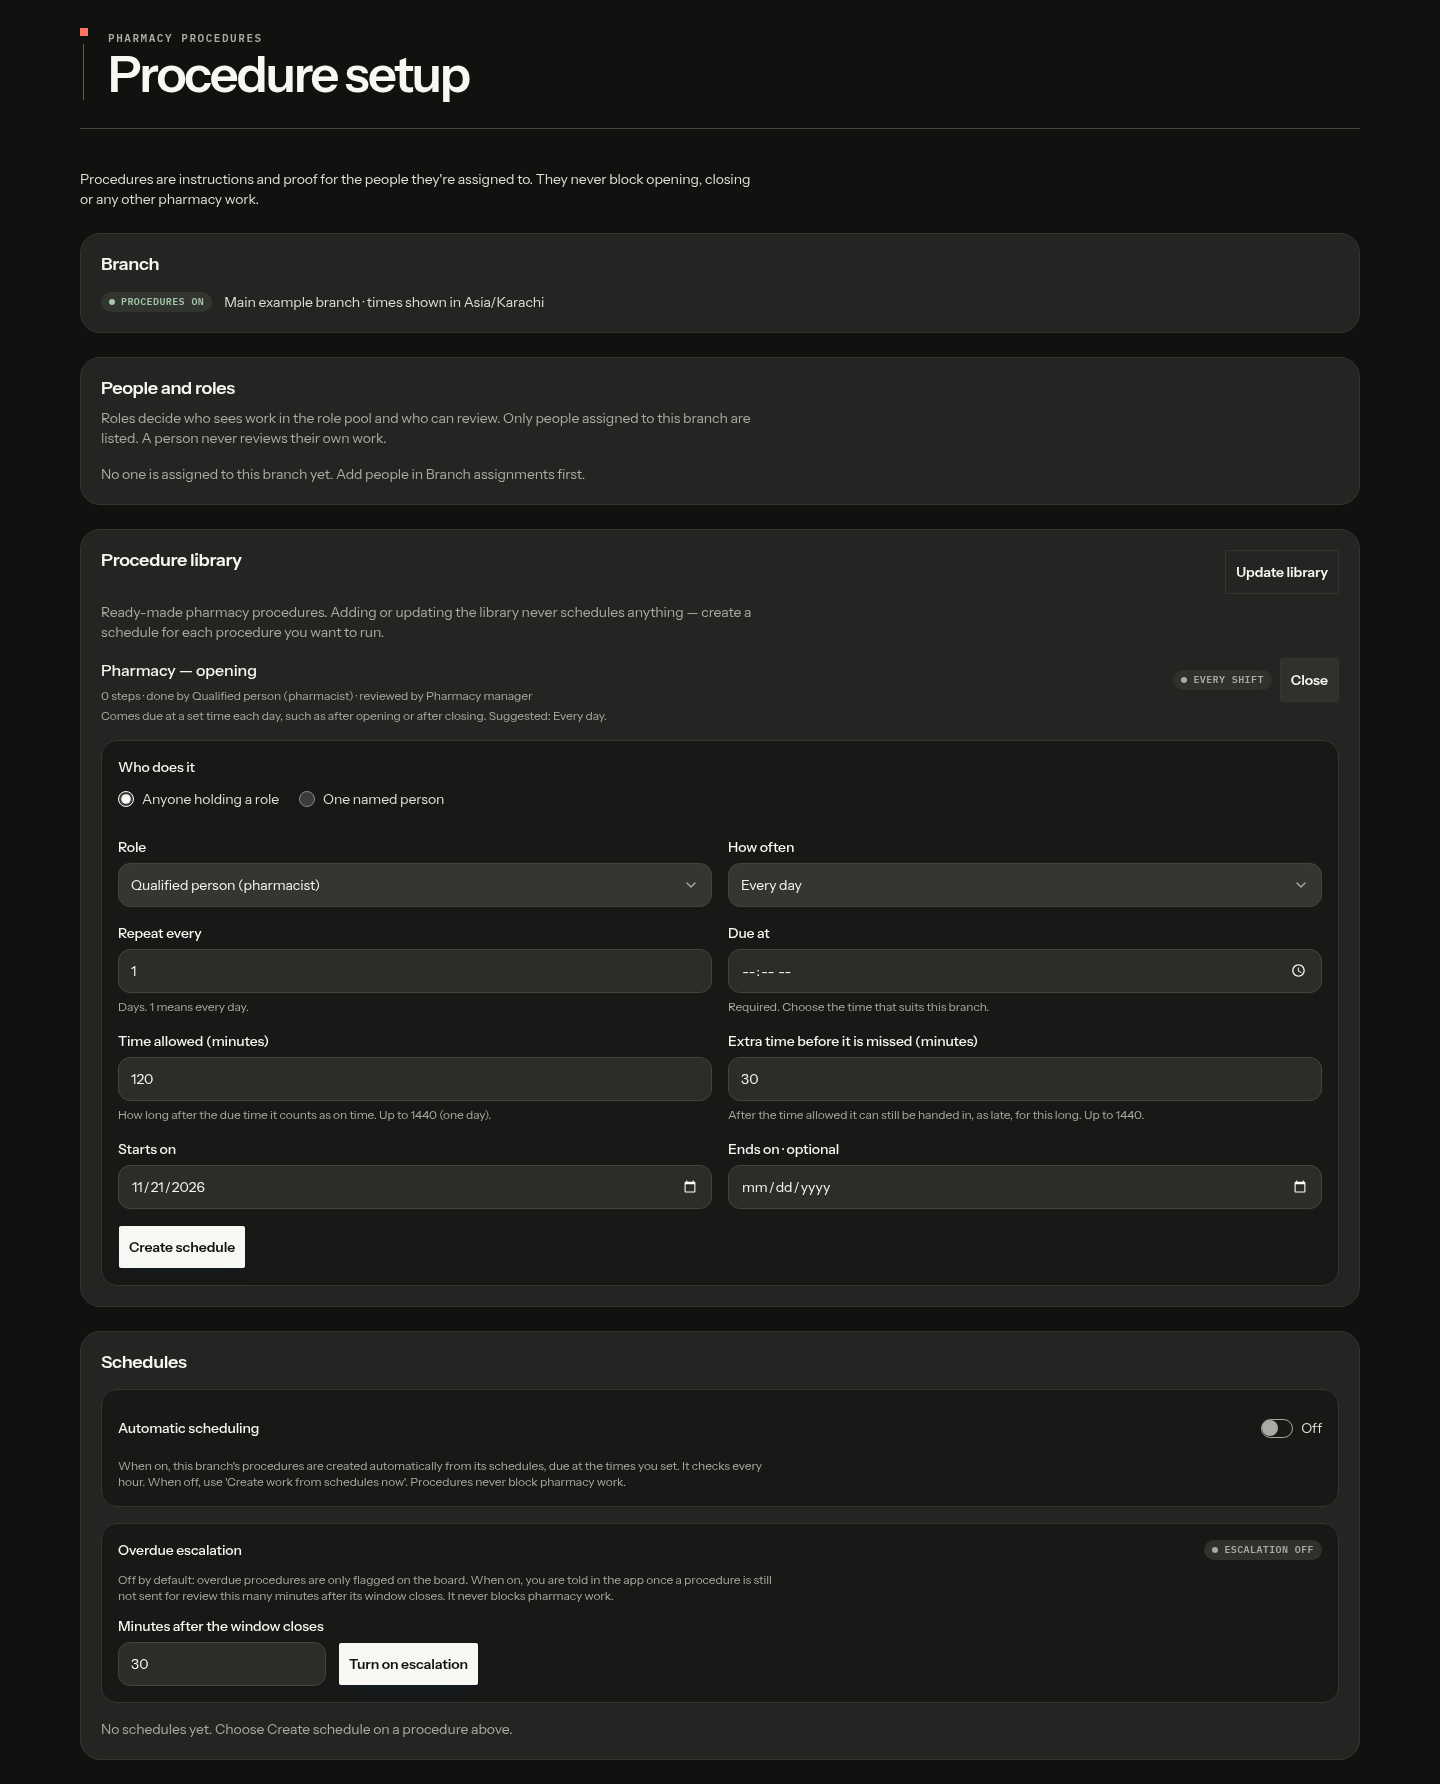 PHARMACY PROCEDURES
Procedure setup
Procedures are instructions and proof for the people they're assigned to. They never block opening, closing
or any other pharmacy work.
Branch
PROCEDURES ON
Main example branch · times shown in Asia/Karachi
People and roles
Roles decide who sees work in the role pool and who can review. Only people assigned to this branch are
listed. A person never reviews their own work.
No one is assigned to this branch yet. Add people in Branch assignments first.
Procedure library
Update library
Ready-made pharmacy procedures. Adding or updating the library never schedules anything — create a
schedule for each procedure you want to run.
Pharmacy — opening
EVERY SHIFT
Close
0 steps · done by Qualified person (pharmacist) · reviewed by Pharmacy manager
Comes due at a set time each day, such as after opening or after closing. Suggested: Every day.
Who does it
Anyone holding a role
One named person
Role
How often
Qualified person (pharmacist)
Every day
Repeat every
Due at
1
--:-- --
Days. 1 means every day.
Required. Choose the time that suits this branch.
Time allowed (minutes)
Extra time before it is missed (minutes)
120
30
How long after the due time it counts as on time. Up to 1440 (one day).
After the time allowed it can still be handed in, as late, for this long. Up to 1440.
Starts on
Ends on · optional
11/21/2026
mm/dd/yyyy
Create schedule
Schedules
Automatic scheduling
Off
When on, this branch's procedures are created automatically from its schedules, due at the times you set. It checks every
hour. When off, use 'Create work from schedules now'. Procedures never block pharmacy work.
Overdue escalation
ESCALATION OFF
Off by default: overdue procedures are only flagged on the board. When on, you are told in the app once a procedure is still
not sent for review this many minutes after its window closes. It never blocks pharmacy work.
Minutes after the window closes
30
Turn on escalation
No schedules yet. Choose Create schedule on a procedure above.